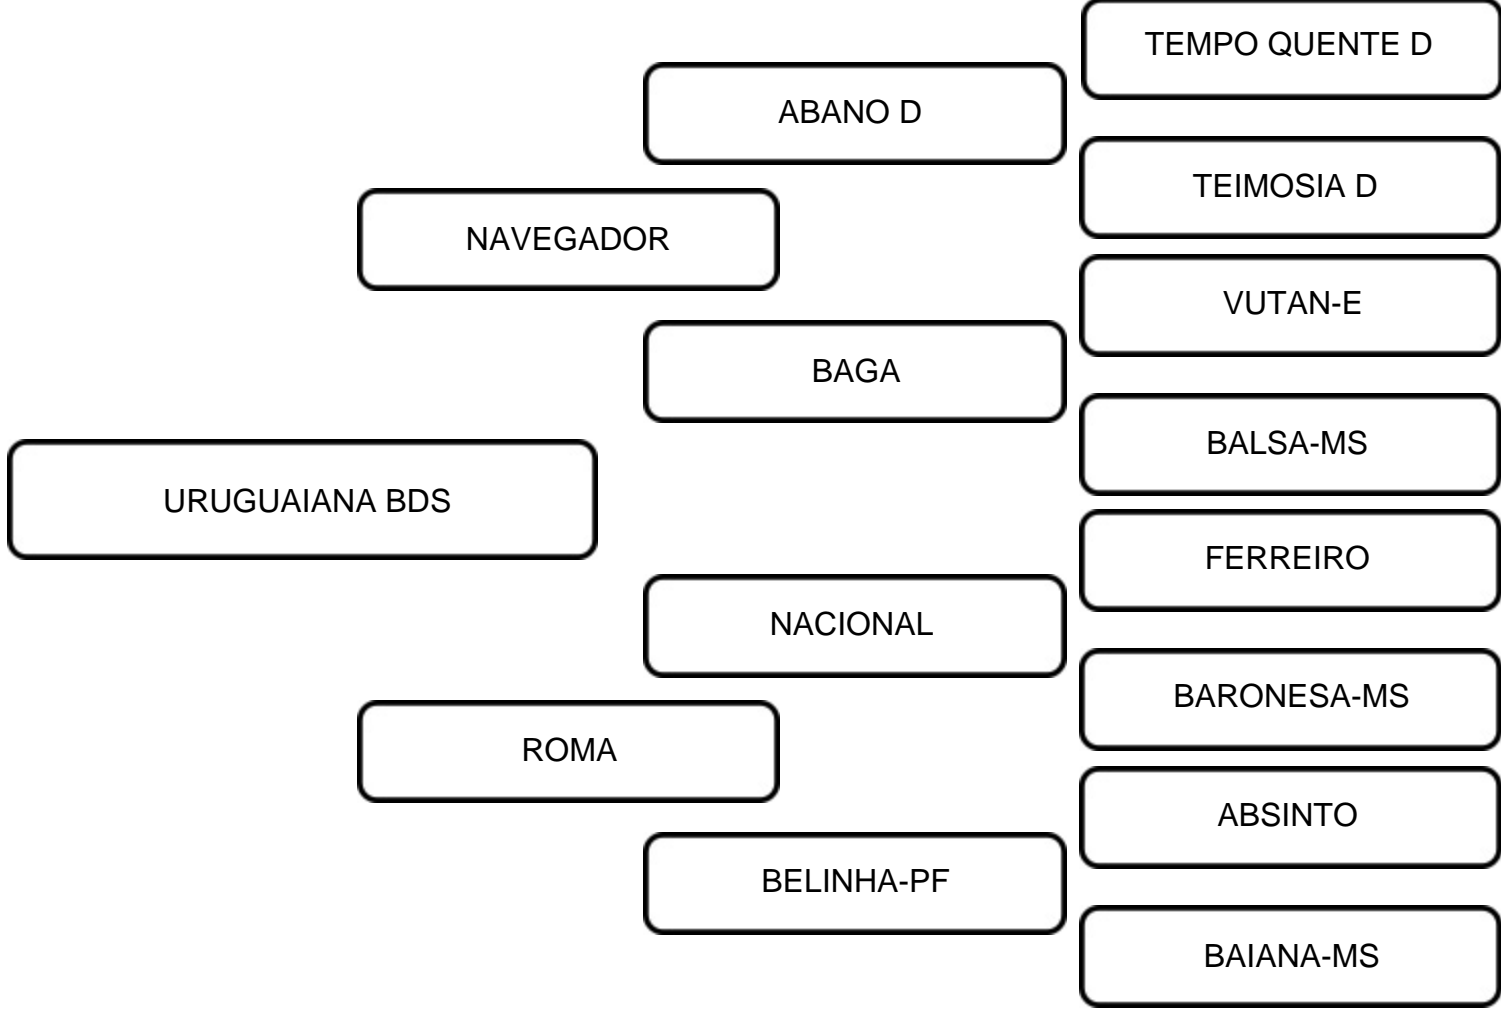 TEMPO QUENTE D
ABANO D
TEIMOSIA D
NAVEGADOR
VUTAN-E
BAGA
BALSA-MS
URUGUAIANA BDS
FERREIRO
NACIONAL
BARONESA-MS
ROMA
ABSINTO
BELINHA-PF
BAIANA-MS